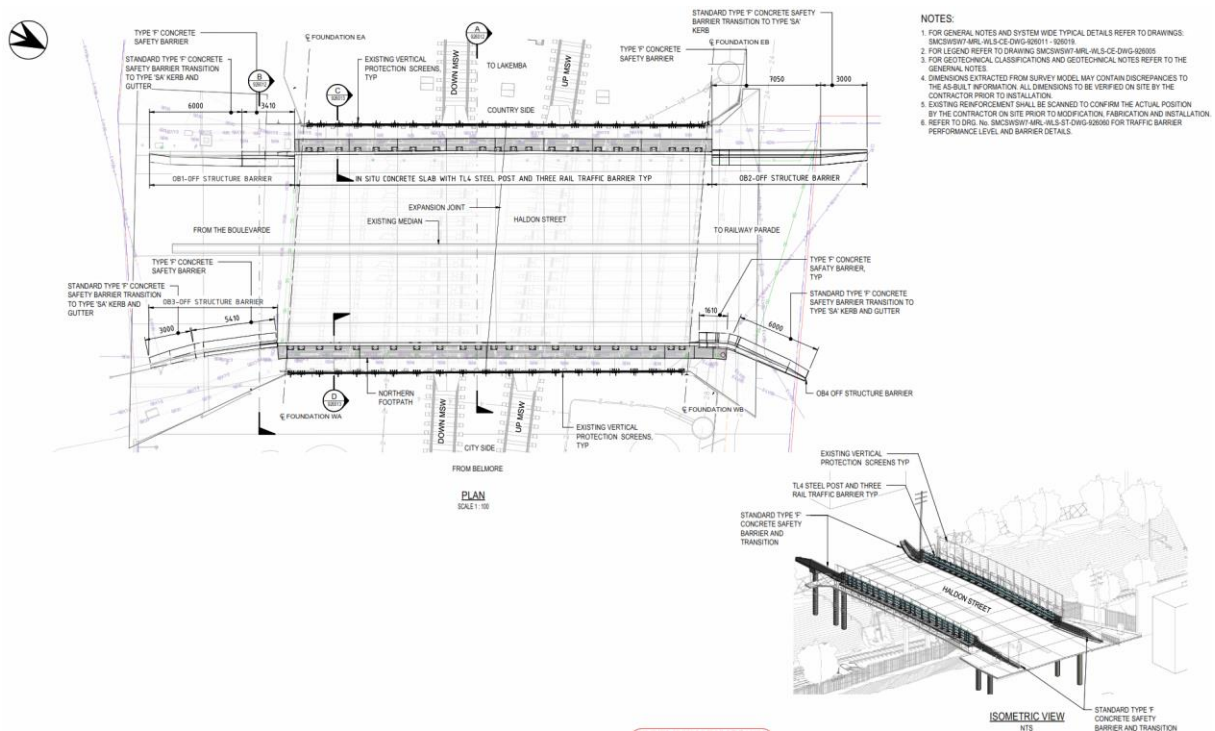 TYPE 'F' CONCRETE
SAFETY BARRIER
STANDARD TYPE 'F' CONCRETE
SAFETY BARRIER TRANSITION
TO TYPE 'SA' KERB AND
GUTTER
6000
3410
B
C
A
℄ FOUNDATION EA
EXISTING VERTICAL
PROTECTION SCREENS,
TYP
DOWN MSW
TO LAKEMBA
UP MSW
COUNTRY SIDE
TYPE 'F' CONCRETE
SAFETY BARRIER
STANDARD TYPE 'F' CONCRETE SAFETY
BARRIER TRANSITION TO TYPE 'SA'
KERB
℄ FOUNDATION EB
7050
3000
OB1-OFF STRUCTURE BARRIER
IN SITU CONCRETE SLAB WITH TL4 STEEL POST AND THREE RAIL TRAFFIC BARRIER TYP
OB2-OFF STRUCTURE BARRIER
EXPANSION JOINT
EXISTING MEDIAN
HALDON STREET
FROM THE BOULEVARDE
TO RAILWAY PARADE
TYPE 'F' CONCRETE
SAFETY BARRIER
STANDARD TYPE 'F' CONCRETE
SAFETY BARRIER TRANSITION
TO TYPE 'SA' KERB AND
GUTTER
OB3-OFF STRUCTURE BARRIER
3000
5410
TYPE 'F' CONCRETE
SAFATY BARRIER,
TYP
STANDARD TYPE 'F' CONCRETE
SAFETY BARRIER TRANSITION TO
TYPE 'SA' KERB AND GUTTER
1610
6000
OB4 OFF STRUCTURE BARRIER
D
℄ FOUNDATION WA
NORTHERN
FOOTPATH
DOWN MSW
UP MSW
CITY SIDE
℄ FOUNDATION WB
EXISTING VERTICAL
PROTECTION SCREENS,
TYP
FROM BELMORE
PLAN
SCALE 1 : 100
NOTES:
1. FOR GENERAL NOTES AND SYSTEM WIDE TYPICAL DETAILS REFER TO DRAWINGS:
SMCSWSW7-MRL-WLS-CE-DWG-926011 - 926019.
2. FOR LEGEND REFER TO DRAWING SMCSWSW7-MRL-WLS-CE-DWG-926005
3. FOR GEOTECHNICAL CLASSIFICATIONS AND GEOTECHNICAL NOTES REFER TO THE
GENERNAL NOTES.
4. DIMENSIONS EXTRACTED FROM SURVEY MODEL MAY CONTAIN DISCREPANCIES TO
THE AS-BUILT INFORMATION. ALL DIMENSIONS TO BE VERIFIED ON SITE BY THE
CONTRACTOR PRIOR TO INSTALLATION.
5. EXISTING REINFORCEMENT SHALL BE SCANNED TO CONFIRM THE ACTUAL POSITION
BY THE CONTRACTOR ON SITE PRIOR TO MODIFICATION, FABRICATION AND INSTALLATION.
6. REFER TO DRG. No. SMCSWSW7-MRL-WLS-ST-DWG-926060 FOR TRAFFIC BARRIER
PERFORMANCE LEVEL AND BARRIER DETAILS.
EXISTING VERTICAL
PROTECTION SCREENS TYP
TL4 STEEL POST AND THREE
RAIL TRAFFIC BARRIER TYP
STANDARD TYPE 'F'
CONCRETE SAFETY
BARRIER AND
TRANSITION
HALDON STREET
ISOMETRIC VIEW
NTS
STANDARD TYPE 'F'
CONCRETE SAFETY
BARRIER AND TRANSITION